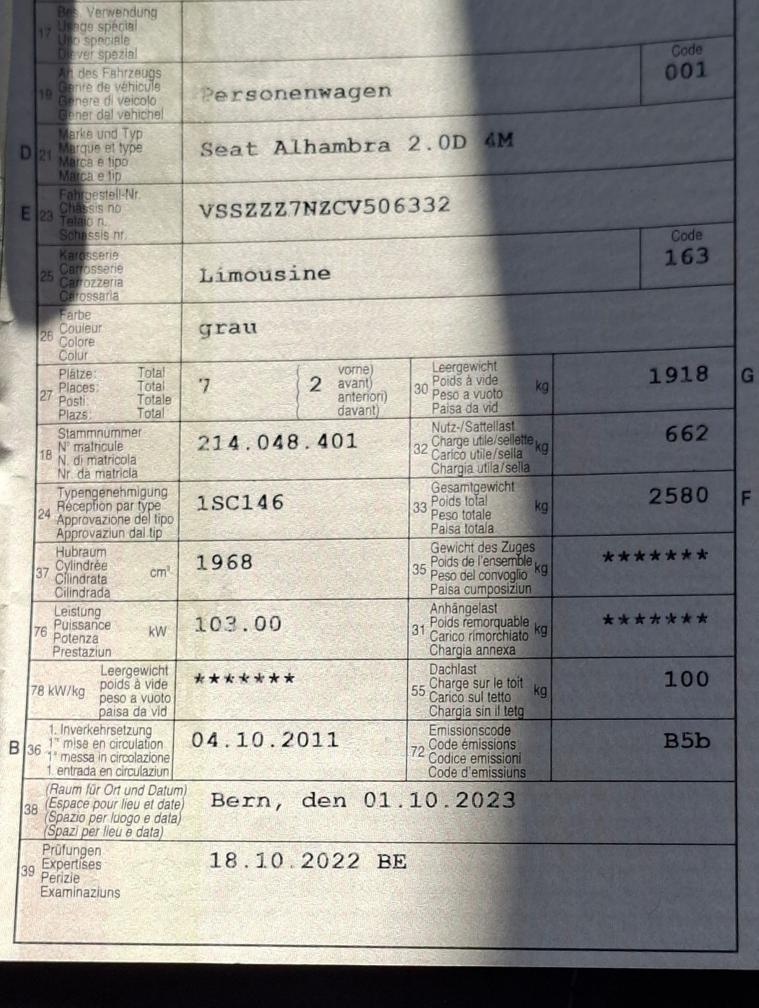 Bes. Verwendung
17 Usage spécial
Uso speciale
Diever spezial
Art des Fahrzeugs
Genre de véhicule
Genere di veicolo
Gener dal vehichel
19 Personenwagen
Code
001
Marke und Typ
D 21 Marque et type
Marca e tipo
Marca e tip
Seat Alhambra 2.0D 4M
Fahrgestell-Nr.
E 23 Châssis no
Telaio n.
Schassis nr.
VSSZZZ7NZCV506332
Karosserie
25 Carrosserie
Carrozzeria
Carossaria
Limousine
Code
163
Farbe
26 Couleur
Colore
Colur
grau
Plätze: Total
27 Places: Total
Posti: Totale
Plazs: Total
7
( 2 vorne)
avant)
anteriori)
( davant)
Leergewicht
30 Poids à vide kg
Peso a vuoto
Paisa da vid
1918 G
Stammnummer
18 N° matricule
N. di matricola
Nr. da matricla
214.048.401
Nutz-/Sattellast
32 Charge utile/sellette kg
Carico utile/sella
Chargia utila/sella
662
Typengenehmigung
24 Réception par type
Approvazione del tipo
Approvaziun dal tip
1SC146
Gesamtgewicht
33 Poids total kg
Peso totale
Paisa totala
2580 F
Hubraum
37 Cylindrée cm³
Cilindrata
Cilindrada
1968
Gewicht des Zuges
35 Poids de l'ensemble kg
Peso del convoglio
Paisa cumposiziun
*******
Leistung
76 Puissance kW
Potenza
Prestaziun
103.00
Anhängelast
31 Poids remorquable kg
Carico rimorchiato
Chargia annexa
*******
Leergewicht
78 kW/kg poids à vide
peso a vuoto
paisa da vid
*******
Dachlast
55 Charge sur le toit kg
Carico sul tetto
Chargia sin il tetg
100
1. Inverkehrsetzung
B 36 1re mise en circulation
1a messa in circolazione
1. entrada en circulaziun
04.10.2011
Emissionscode
72 Code émissions
Codice emissioni
Code d'emissiuns
B5b
(Raum für Ort und Datum)
38 (Espace pour lieu et date)
(Spazio per luogo e data)
(Spazi per lieu e data)
Bern, den 01.10.2023
Prüfungen
39 Expertises
Perizie
Examinaziuns
18.10.2022 BE